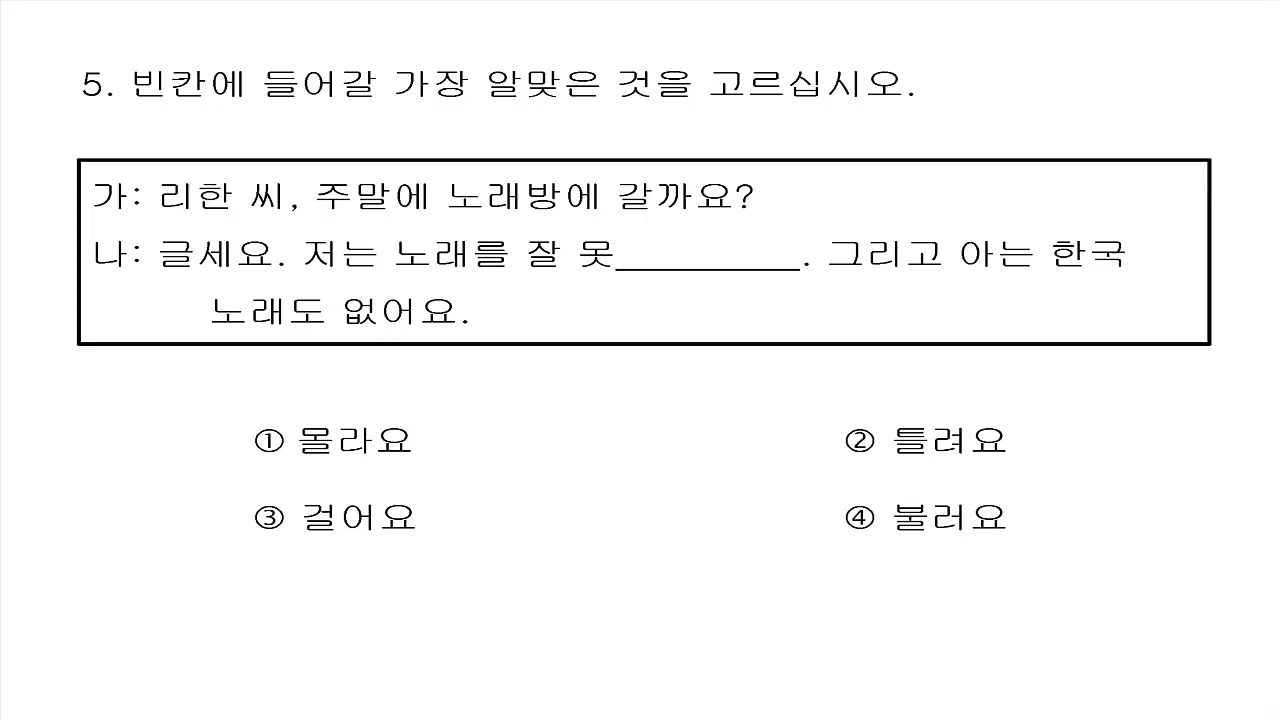 5. 빈칸에 들어갈 가장 알맞은 것을 고르십시오.
가: 리한 씨, 주말에 노래방에 갈까요?
나: 글세요. 저는 노래를 잘 못__________. 그리고 아는 한국
노래도 없어요.
① 몰라요 ② 틀려요
③ 걸어요 ④ 불러요